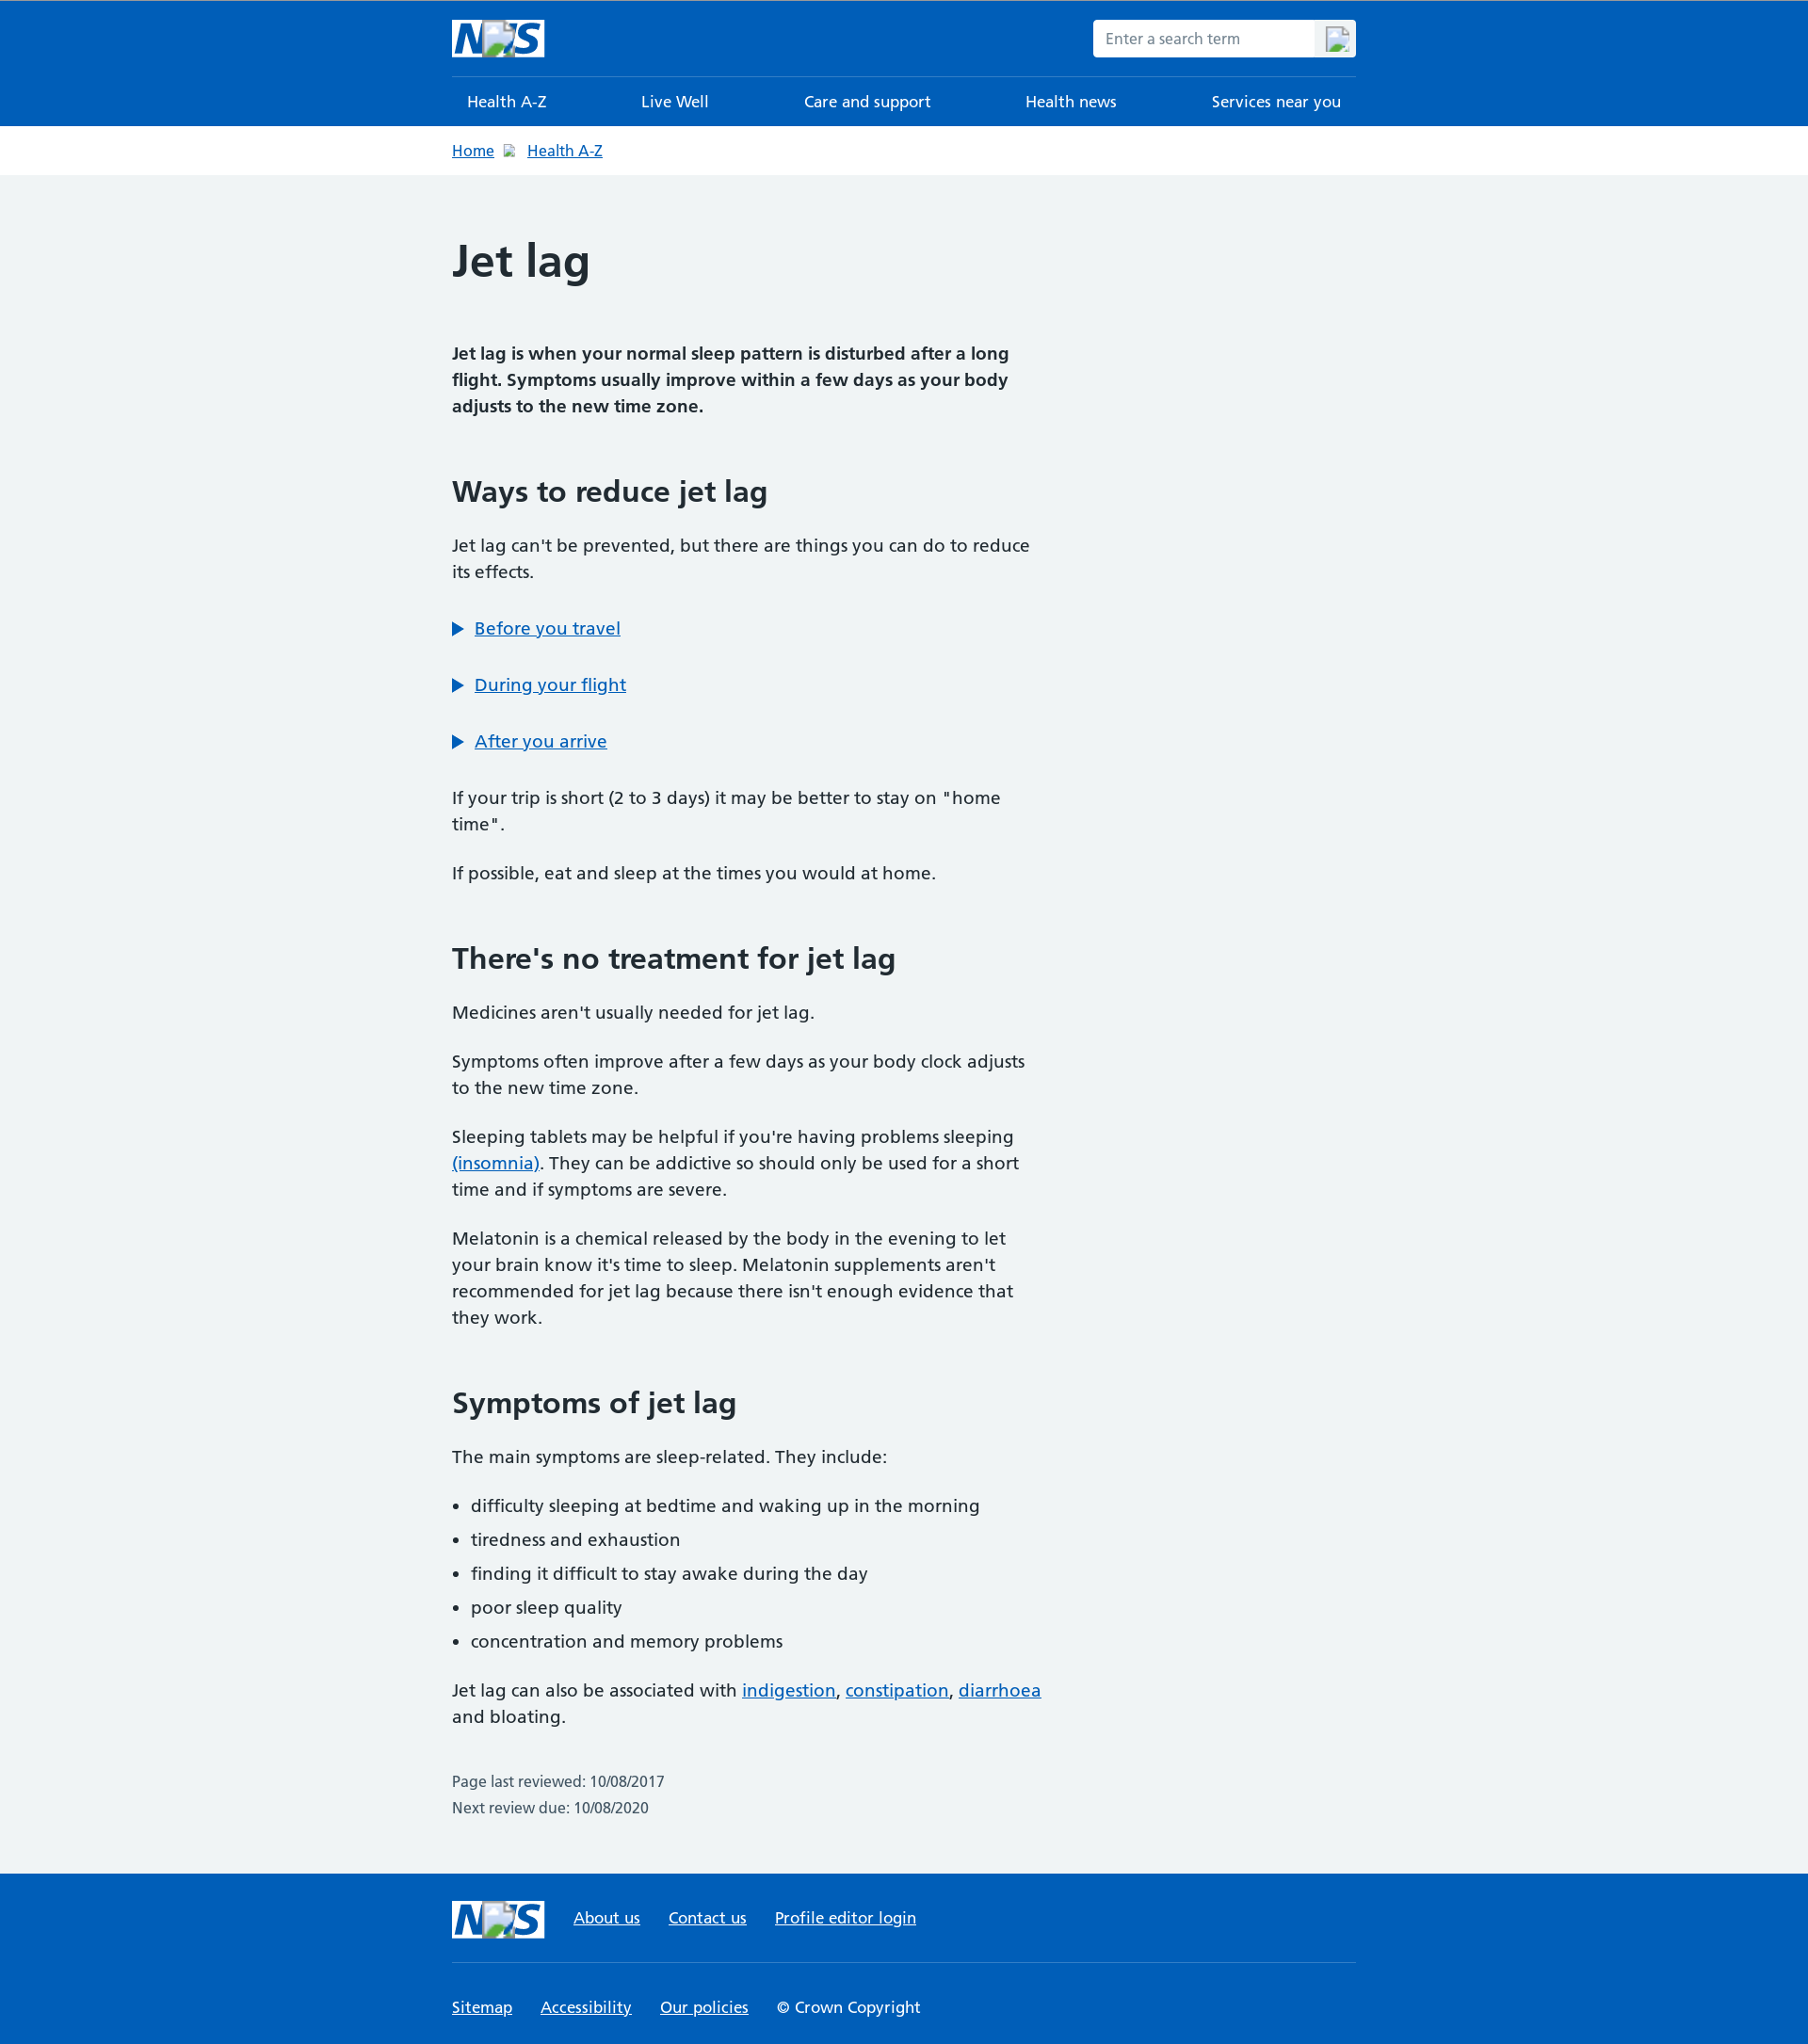 Enter a search term
Health A-Z
Live Well
Care and support
Health news
Services near you
Home
Health A-Z
Jet lag
Jet lag is when your normal sleep pattern is disturbed after a long
flight. Symptoms usually improve within a few days as your body
adjusts to the new time zone.
Ways to reduce jet lag
Jet lag can't be prevented, but there are things you can do to reduce
its effects.
Before you travel
During your flight
After you arrive
If your trip is short (2 to 3 days) it may be better to stay on "home
time".
If possible, eat and sleep at the times you would at home.
There's no treatment for jet lag
Medicines aren't usually needed for jet lag.
Symptoms often improve after a few days as your body clock adjusts
to the new time zone.
Sleeping tablets may be helpful if you're having problems sleeping
(insomnia). They can be addictive so should only be used for a short
time and if symptoms are severe.
Melatonin is a chemical released by the body in the evening to let
your brain know it's time to sleep. Melatonin supplements aren't
recommended for jet lag because there isn't enough evidence that
they work.
Symptoms of jet lag
The main symptoms are sleep-related. They include:
• difficulty sleeping at bedtime and waking up in the morning
• tiredness and exhaustion
• finding it difficult to stay awake during the day
• poor sleep quality
• concentration and memory problems
Jet lag can also be associated with indigestion, constipation, diarrhoea
and bloating.
Page last reviewed: 10/08/2017
Next review due: 10/08/2020
About us
Contact us
Profile editor login
Sitemap
Accessibility
Our policies
© Crown Copyright